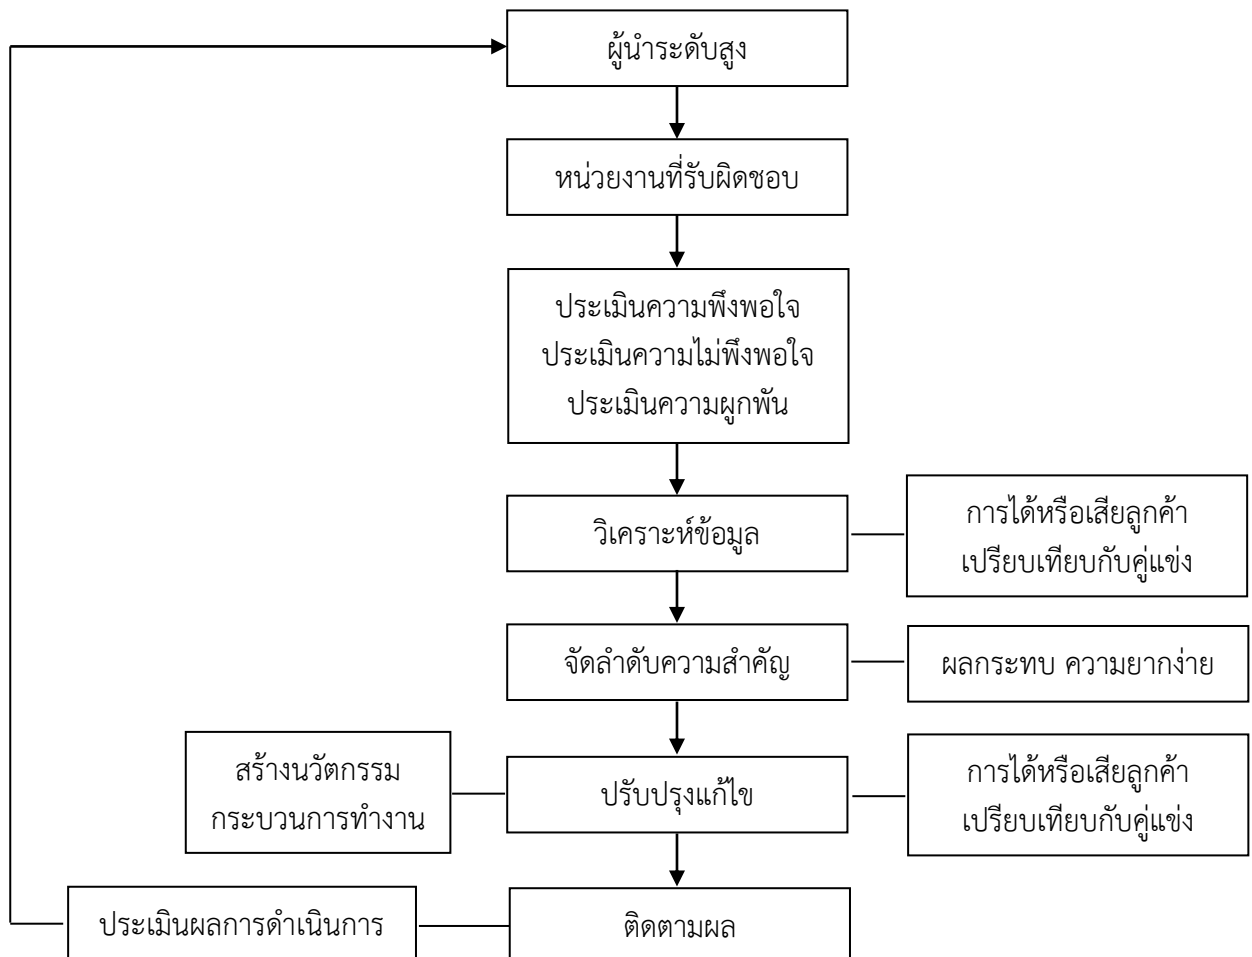 ผู้นำระดับสูง
หน่วยงานที่รับผิดชอบ
ประเมินความพึงพอใจ
ประเมินความไม่พึงพอใจ
ประเมินความผูกพัน
วิเคราะห์ข้อมูล
การได้หรือเสียลูกค้า
เปรียบเทียบกับคู่แข่ง
จัดลำดับความสำคัญ
ผลกระทบ ความยากง่าย
สร้างนวัตกรรม
กระบวนการทำงาน
ปรับปรุงแก้ไข
การได้หรือเสียลูกค้า
เปรียบเทียบกับคู่แข่ง
ประเมินผลการดำเนินการ
ติดตามผล